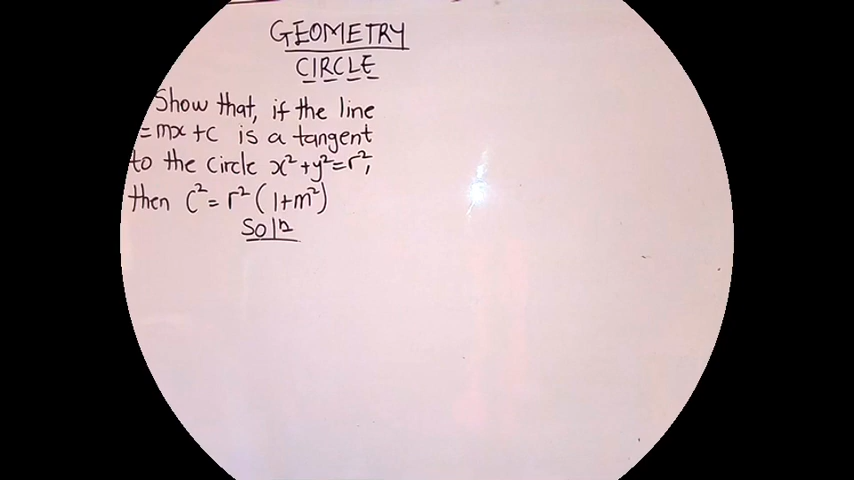 GEOMETRY
CIRCLE
Show that, if the line
=mx+c is a tangent
to the circle x²+y²=r²,
then c²=r²(1+m²)
Solⁿ